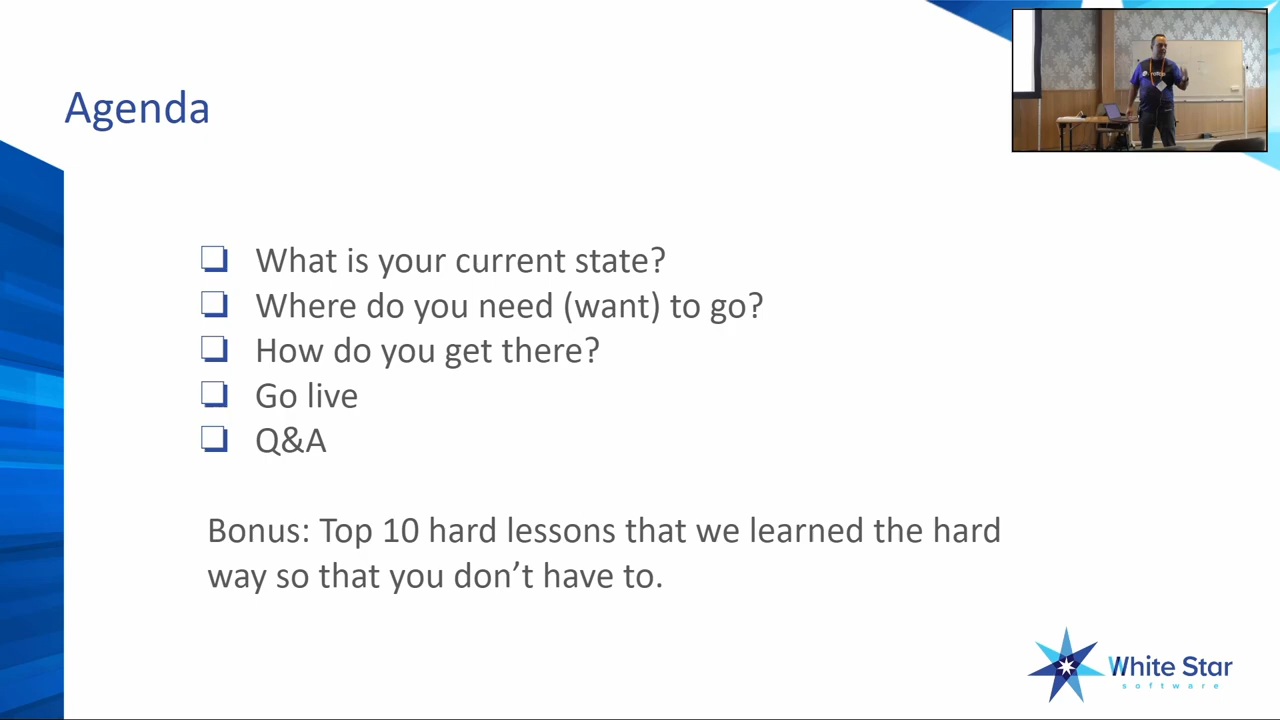 Agenda
What is your current state?
Where do you need (want) to go?
How do you get there?
Go live
Q&A
Bonus: Top 10 hard lessons that we learned the hard
way so that you don’t have to.
White Star
software